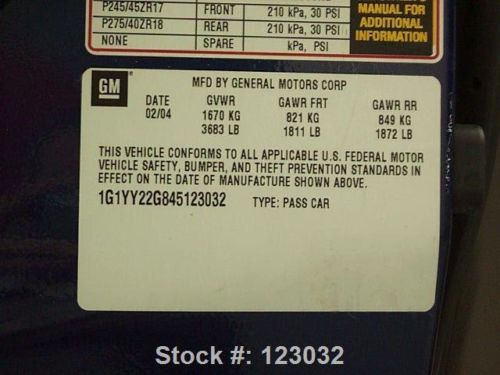 P245/45ZR17 FRONT 210 kPa, 30 PSI
P275/40ZR18 REAR 210 kPa, 30 PSI
NONE SPARE kPa, PSI
MANUAL FOR
ADDITIONAL
INFORMATION
GM
MFD BY GENERAL MOTORS CORP
DATE GVWR GAWR FRT GAWR RR
02/04 1670 KG 821 KG 849 KG
3683 LB 1811 LB 1872 LB
THIS VEHICLE CONFORMS TO ALL APPLICABLE U.S. FEDERAL MOTOR
VEHICLE SAFETY, BUMPER, AND THEFT PREVENTION STANDARDS IN
EFFECT ON THE DATE OF MANUFACTURE SHOWN ABOVE.
1G1YY22G845123032 TYPE: PASS CAR
Stock #: 123032